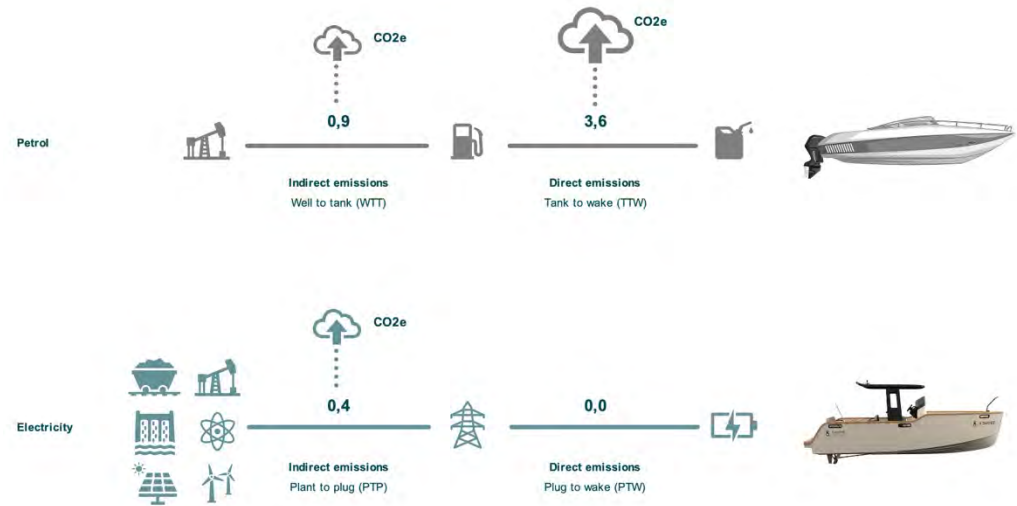 CO2e
CO2e
0,9
3,6
Petrol
Indirect emissions
Direct emissions
Well to tank (WTT)
Tank to wake (TTW)
CO2e
0,4
0,0
Electricity
Indirect emissions
Direct emissions
Plant to plug (PTP)
Plug to wake (PTW)